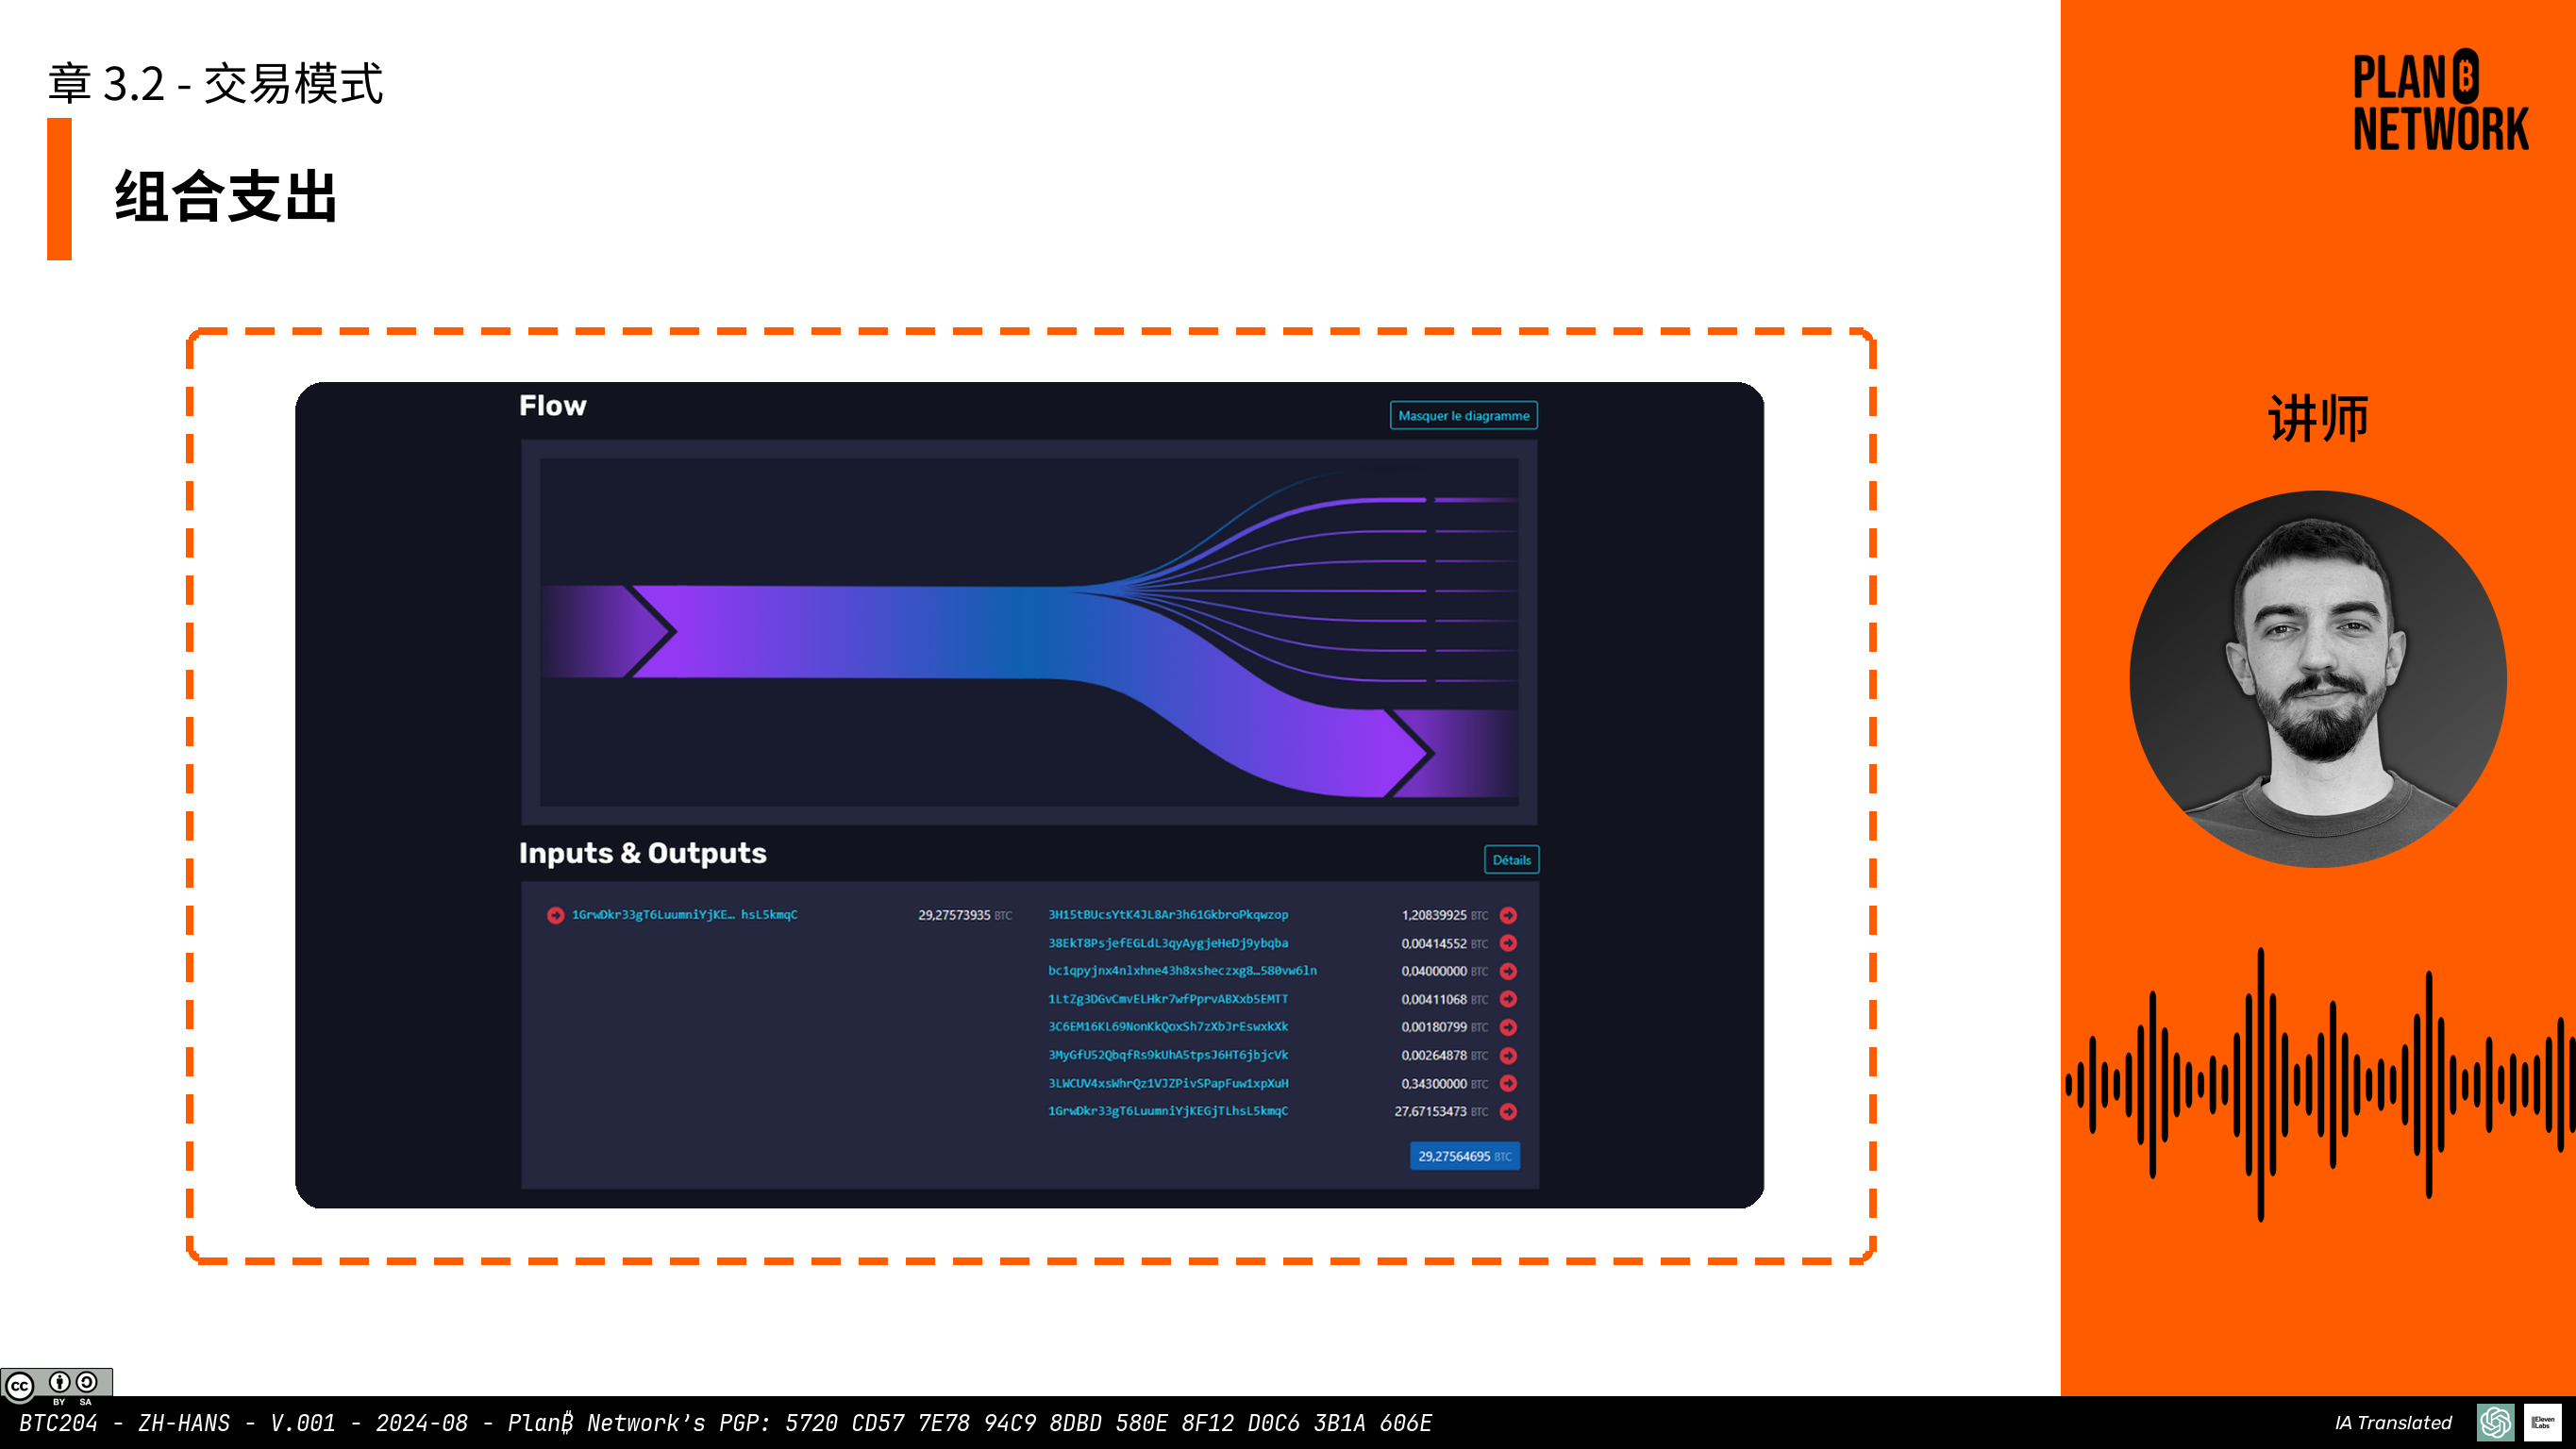 章 3.2 - 交易模式
组合支出
PLAN ₿
NETWORK
讲师
Flow
Masquer le diagramme
Inputs & Outputs
Détails
1GrwDkr33gT6LuumniYjKE… hsL5kmqC 29,27573935 BTC
3H15tBUcsYtK4JL8Ar3h61GkbroPkqwzop 1,20839925 BTC
38EkT8PsjefEGLdL3qyAygjeHeDj9ybqba 0,00414552 BTC
bc1qpyjnx4nlxhne43h8xsheczxg8…580vw6ln 0,04000000 BTC
1LtZg3DGvCmvELHkr7wfPprvABXxb5EMTT 0,00411068 BTC
3C6EM16KL69NonKkQoxSh7zXbJrEswxkXk 0,00180799 BTC
3MyGfU52QbqfRs9kUhA5tpsJ6HT6jbjcVk 0,00264878 BTC
3LWCUV4xsWhrQz1VJZPivSPapFuw1xpXuH 0,34300000 BTC
1GrwDkr33gT6LuumniYjKEGjTLhsL5kmqC 27,67153473 BTC
29,27564695 BTC
cc BY SA
BTC204 - ZH-HANS - V.001 - 2024-08 - Plan₿ Network's PGP: 5720 CD57 7E78 94C9 8DBD 580E 8F12 D0C6 3B1A 606E
IA Translated
IIEleven
Labs